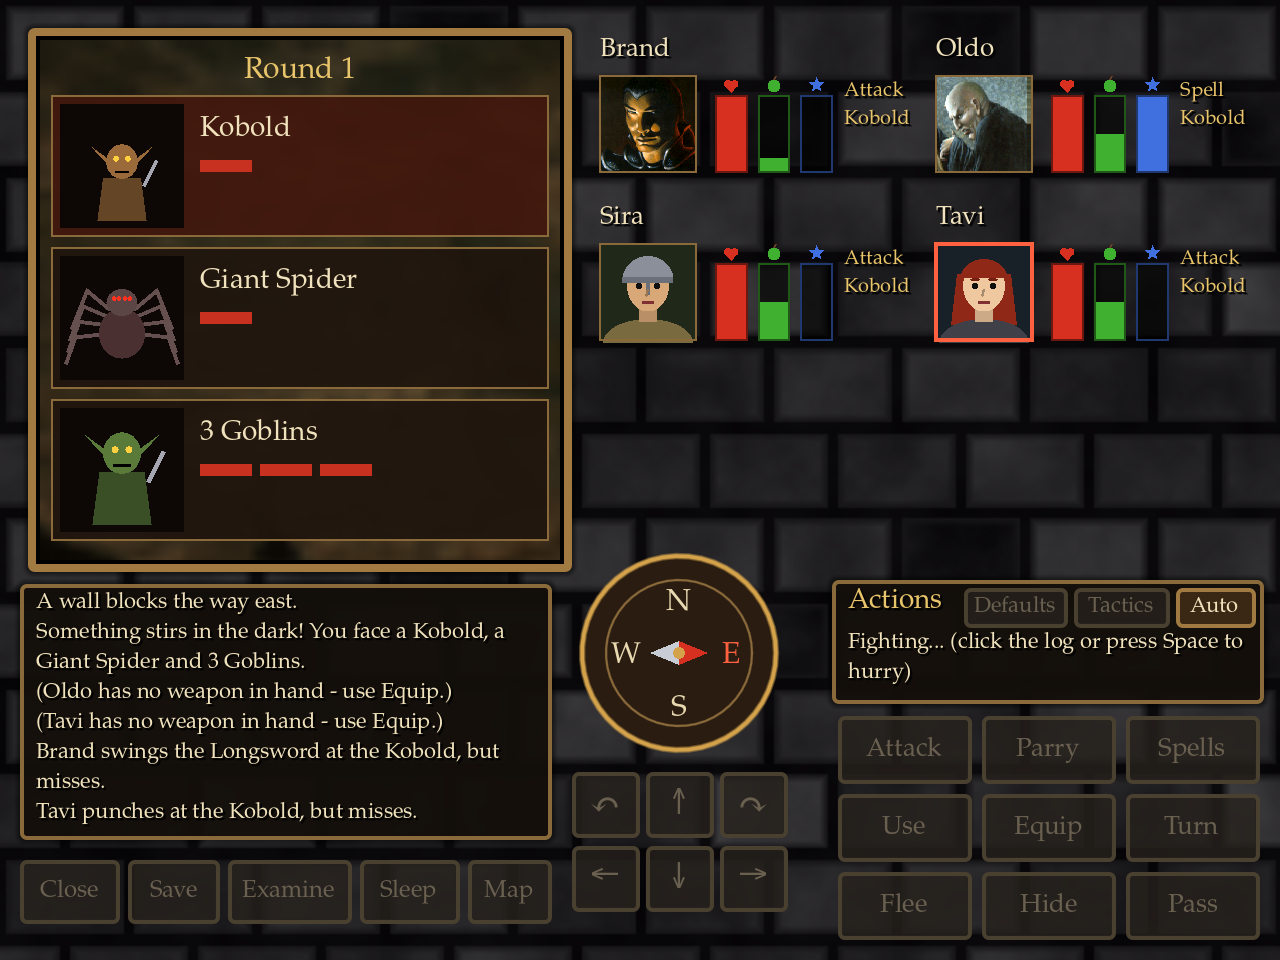 Round 1
Kobold
Giant Spider
3 Goblins
Brand
Attack
Kobold
Oldo
Spell
Kobold
Sira
Attack
Kobold
Tavi
Attack
Kobold
A wall blocks the way east.
Something stirs in the dark! You face a Kobold, a
Giant Spider and 3 Goblins.
(Oldo has no weapon in hand - use Equip.)
(Tavi has no weapon in hand - use Equip.)
Brand swings the Longsword at the Kobold, but
misses.
Tavi punches at the Kobold, but misses.
Close Save Examine Sleep Map
N
W E
S
Actions Defaults Tactics Auto
Fighting... (click the log or press Space to
hurry)
Attack Parry Spells
Use Equip Turn
Flee Hide Pass